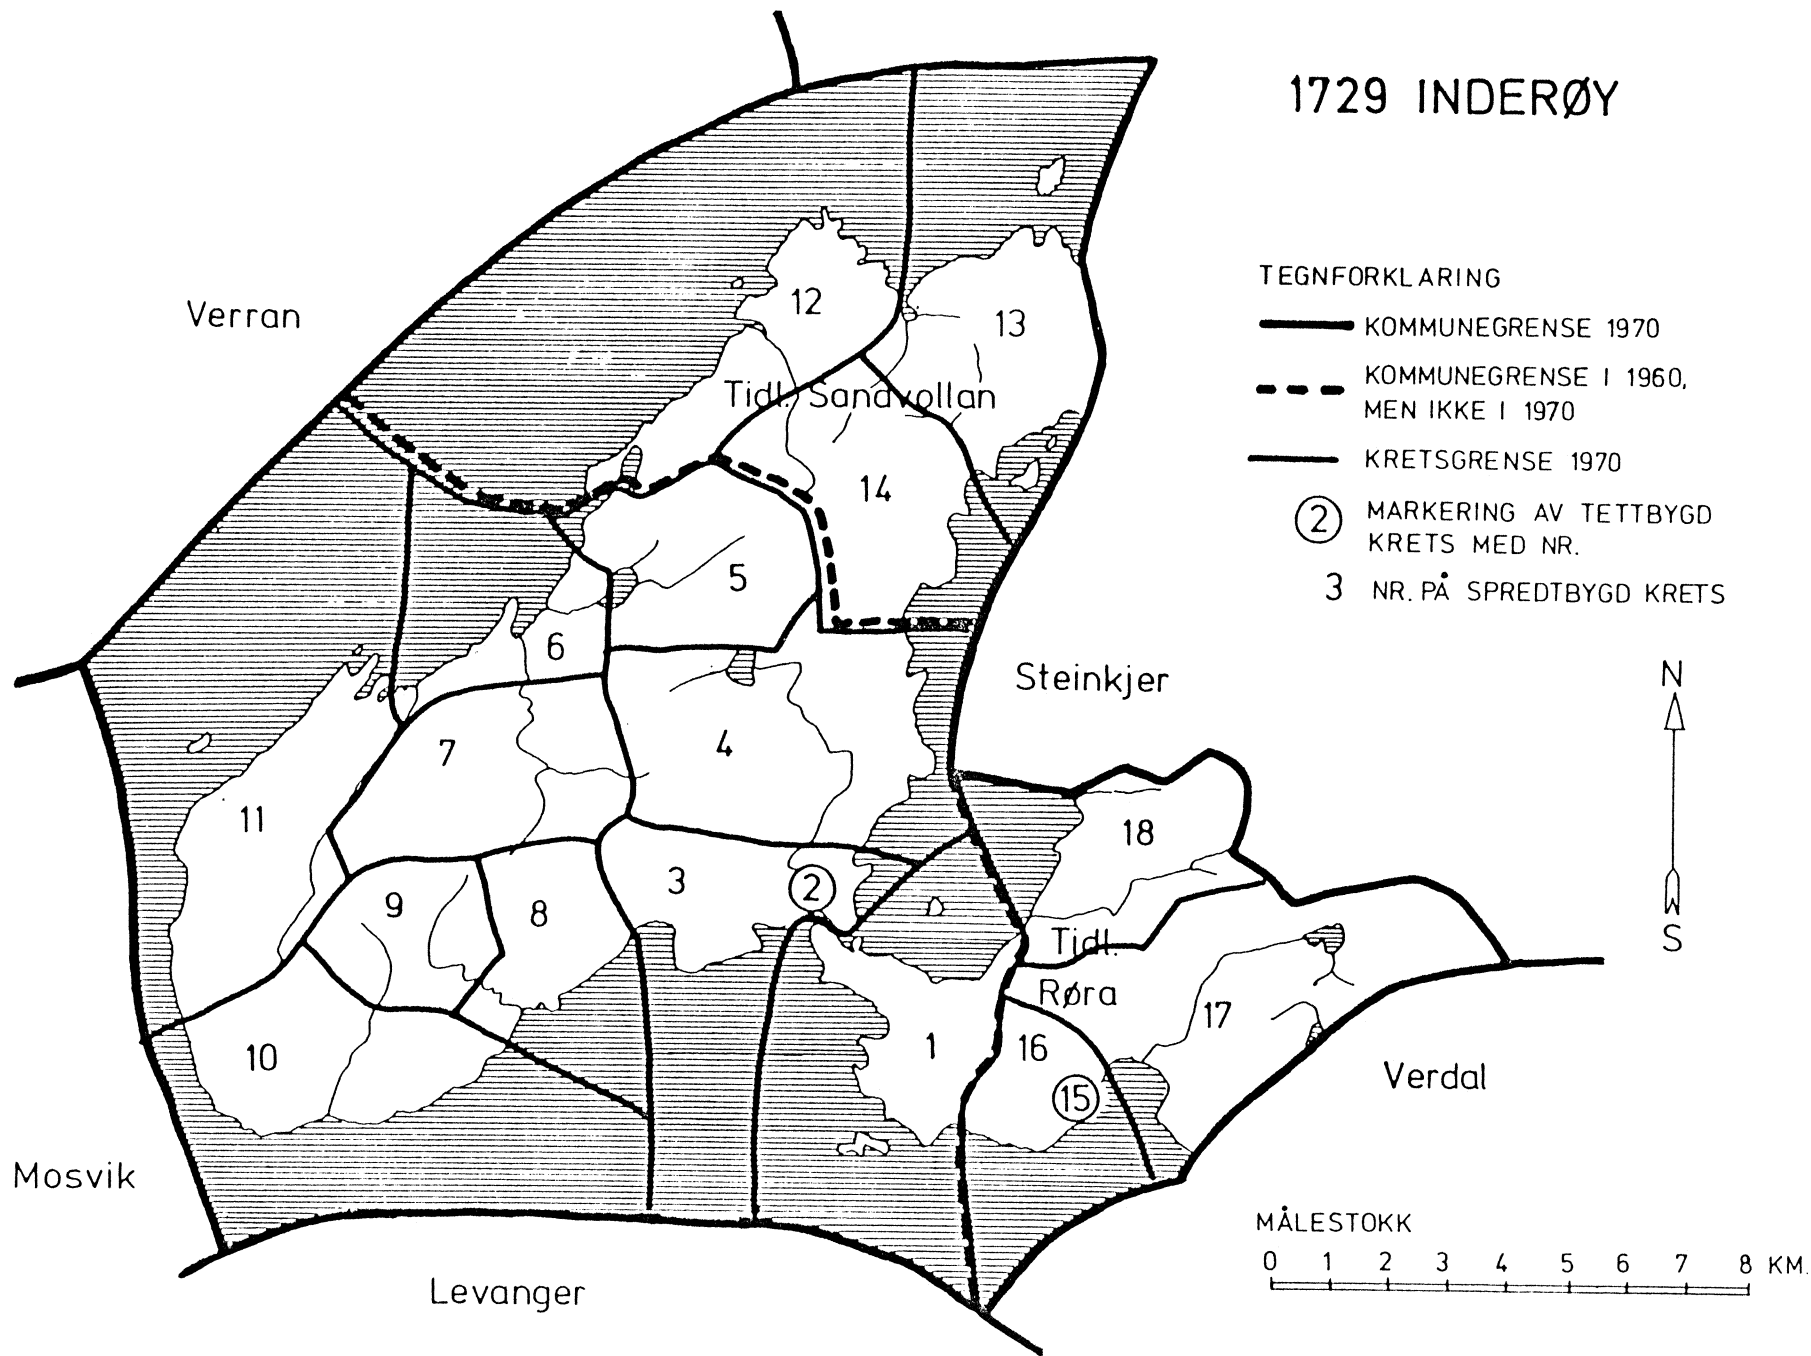 1729 INDERØY
TEGNFORKLARING
KOMMUNEGRENSE 1970
KOMMUNEGRENSE I 1960,
MEN IKKE I 1970
KRETSGRENSE 1970
2 MARKERING AV TETTBYGD
KRETS MED NR.
3 NR. PÅ SPREDTBYGD KRETS
Verran
12
13
Tidl. Sandvollan
14
5
6
Steinkjer
N
7
4
11
18
3
2
9
8
Tidl.
S
Røra
17
10
1
16
15
Verdal
Mosvik
Levanger
MÅLESTOKK
0 1 2 3 4 5 6 7 8 KM.